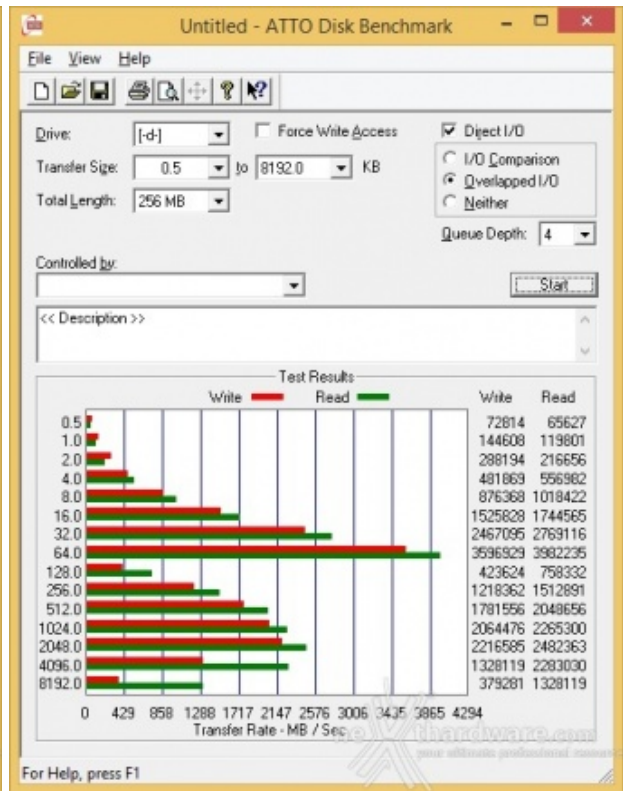 Untitled - ATTO Disk Benchmark
File View Help
Drive: [-d-] Force Write Access Direct I/O
Transfer Size: 0.5 to 8192.0 KB I/O Comparison
Overlapped I/O
Total Length: 256 MB Neither
Queue Depth: 4
Controlled by:
Start
<< Description >>
Test Results
Write Read Write Read
0.5 72814 65627
1.0 144608 119801
2.0 288194 216656
4.0 481869 556982
8.0 876368 1018422
16.0 1525828 1744565
32.0 2467095 2769116
64.0 3596929 3982235
128.0 423624 758332
256.0 1218362 1512891
512.0 1781556 2048656
1024.0 2064476 2265300
2048.0 2216585 2482363
4096.0 1328119 2283030
8192.0 379281 1328119
0 429 858 1288 1717 2147 2576 3006 3435 3865 4294
Transfer Rate - MB / Sec
your ultimate professional resource
For Help, press F1